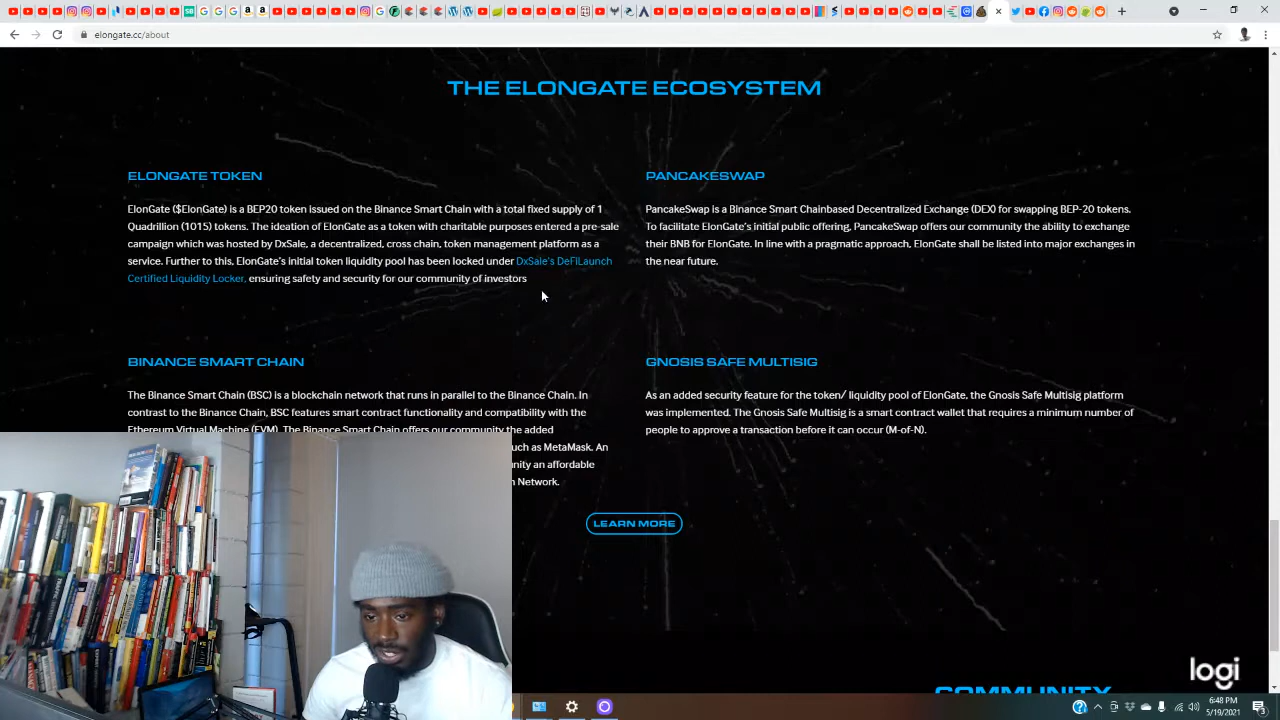 elongate.cc/about
THE ELONGATE ECOSYSTEM
ELONGATE TOKEN
ElonGate ($ElonGate) is a BEP20 token issued on the Binance Smart Chain with a total fixed supply of 1
Quadrillion (1015) tokens. The ideation of ElonGate as a token with charitable purposes entered a pre-sale
campaign which was hosted by DxSale, a decentralized, cross chain, token management platform as a
service. Further to this, ElonGate's initial token liquidity pool has been locked under DxSale's DeFiLaunch
Certified Liquidity Locker, ensuring safety and security for our community of investors
PANCAKESWAP
PancakeSwap is a Binance Smart Chainbased Decentralized Exchange (DEX) for swapping BEP-20 tokens.
To facilitate ElonGate's initial public offering, PancakeSwap offers our community the ability to exchange
their BNB for ElonGate. In line with a pragmatic approach, ElonGate shall be listed into major exchanges in
the near future.
BINANCE SMART CHAIN
The Binance Smart Chain (BSC) is a blockchain network that runs in parallel to the Binance Chain. In
contrast to the Binance Chain, BSC features smart contract functionality and compatibility with the
Ethereum Virtual Machine (EVM). The Binance Smart Chain offers our community the added
such as MetaMask. An
an affordable
Network.
GNOSIS SAFE MULTISIG
As an added security feature for the token/ liquidity pool of ElonGate, the Gnosis Safe Multisig platform
was implemented. The Gnosis Safe Multisig is a smart contract wallet that requires a minimum number of
people to approve a transaction before it can occur (M-of-N).
LEARN MORE
COMMUNITY
logi
6:48 PM
5/19/2021